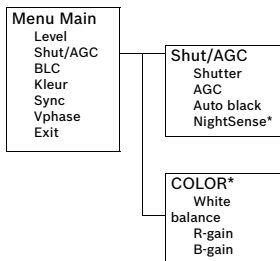 Menu Main
Level
Shut/AGC
BLC
Kleur
Sync
Vphase
Exit
Shut/AGC
Shutter
AGC
Auto black
NightSense*
COLOR*
White
balance
R-gain
B-gain